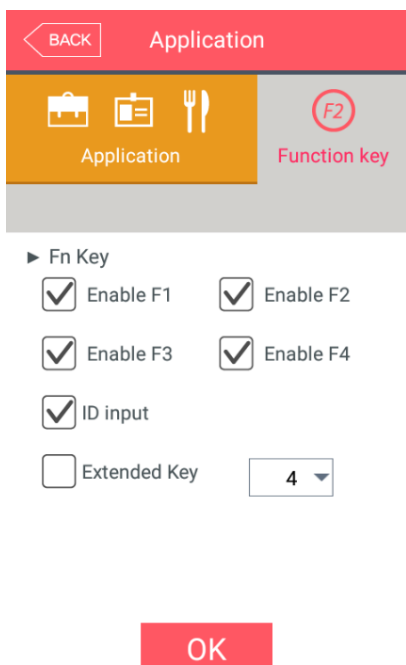 BACK Application
F2
Application Function key
► Fn Key
Enable F1 Enable F2
Enable F3 Enable F4
ID input
Extended Key 4
OK